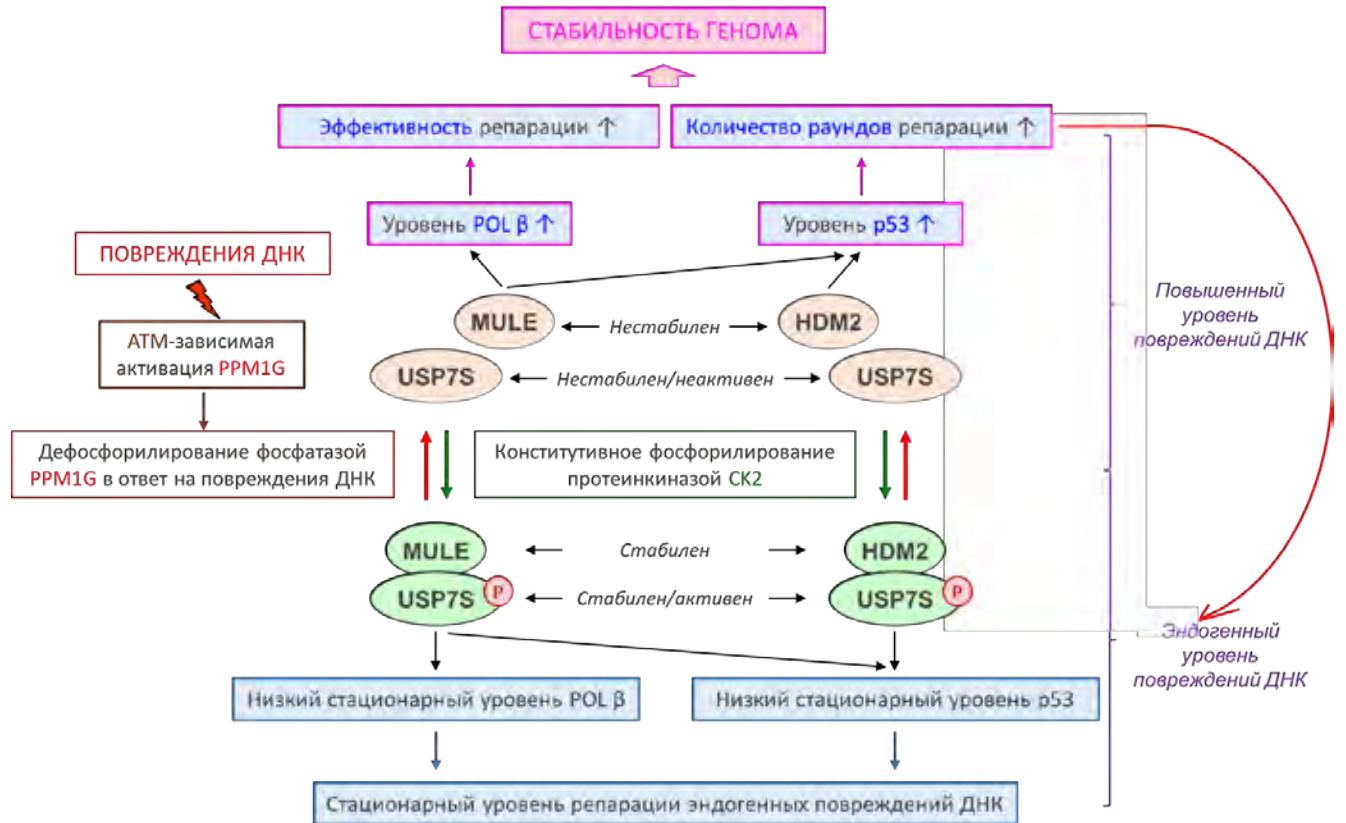 СТАБИЛЬНОСТЬ ГЕНОМА
Эффективность репарации ↑
Количество раундов репарации ↑
Уровень POL β ↑
Уровень p53 ↑
ПОВРЕЖДЕНИЯ ДНК
ATM-зависимая
активация PPM1G
Дефосфорилирование фосфатазой
PPM1G в ответ на повреждения ДНК
MULE
Нестабилен
HDM2
USP7S
Нестабилен/неактивен
USP7S
Конститутивное фосфорилирование
протеинкиназой CK2
MULE
Стабилен
HDM2
USP7S
P
Стабилен/активен
USP7S
P
Повышенный
уровень
повреждений ДНК
Эндогенный
уровень
повреждений ДНК
Низкий стационарный уровень POL β
Низкий стационарный уровень p53
Стационарный уровень репарации эндогенных повреждений ДНК